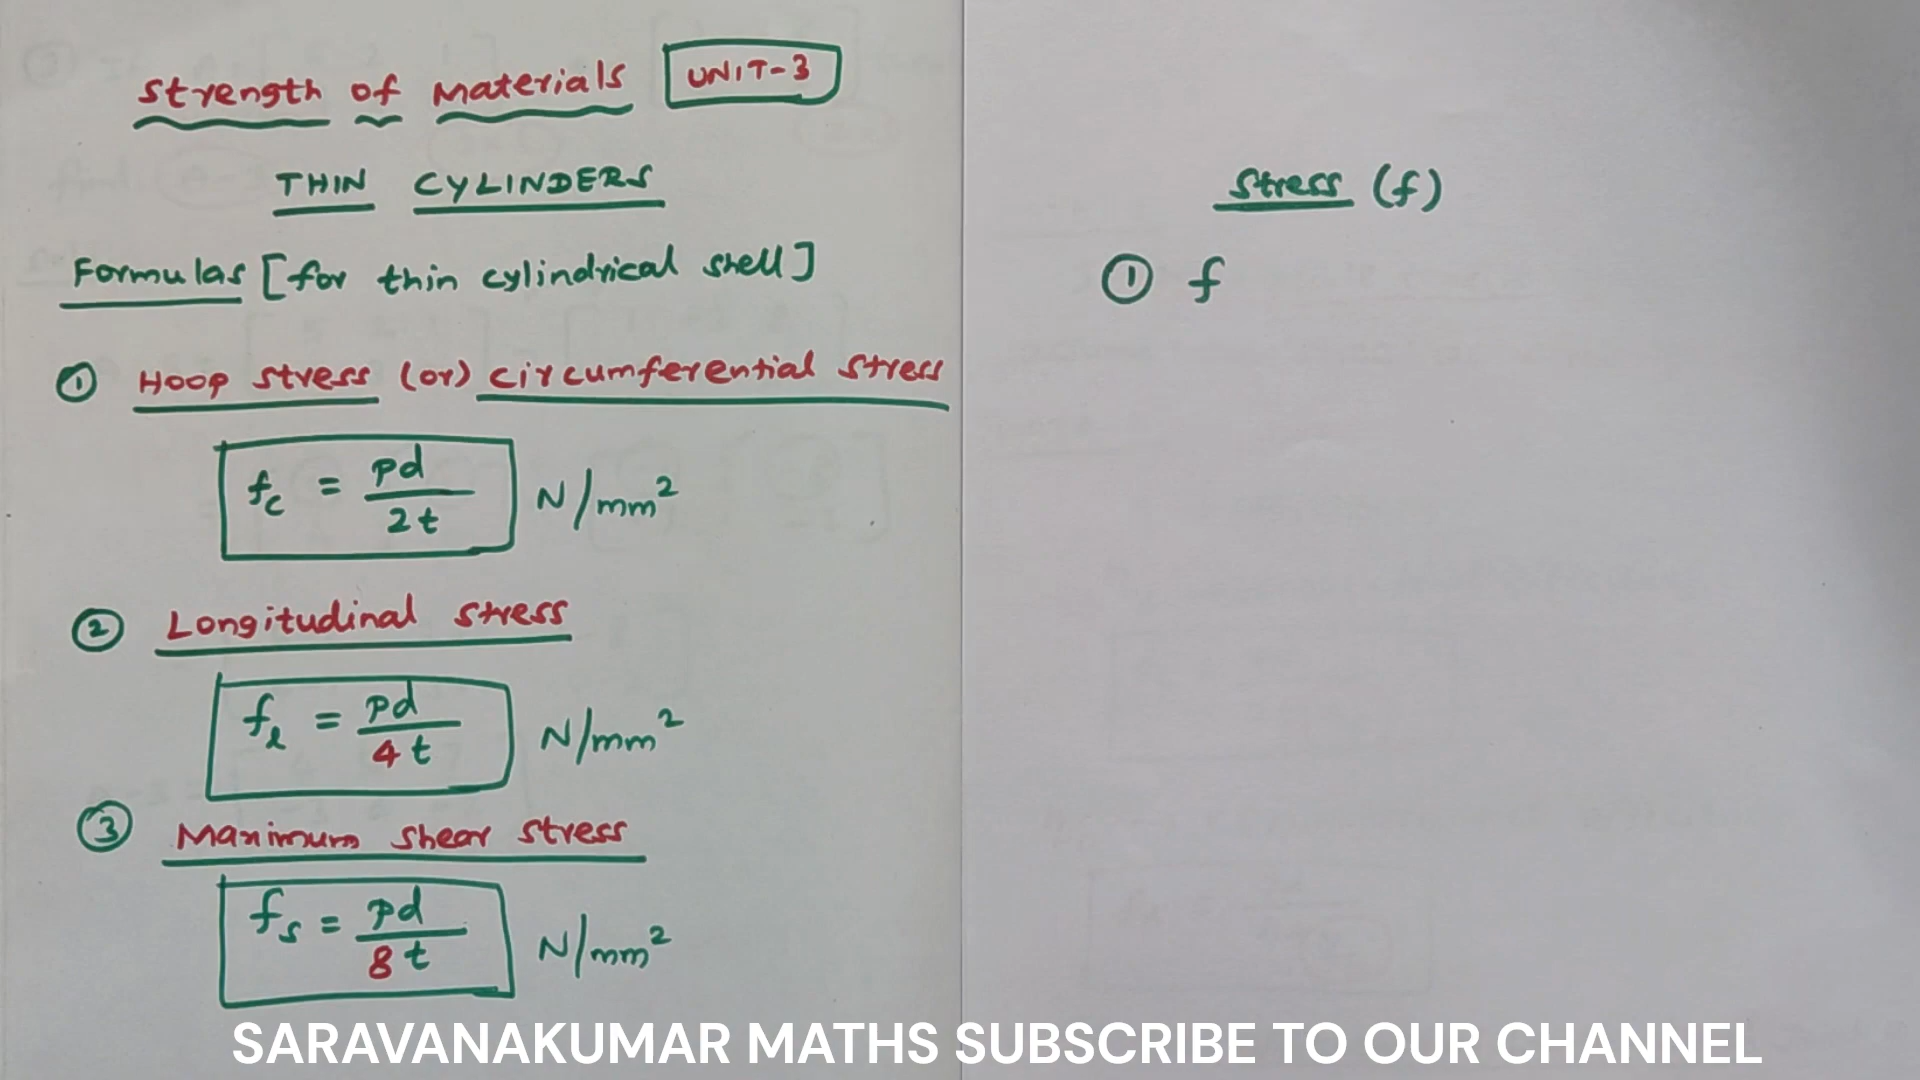 Strength of Materials UNIT-3
THIN CYLINDERS
Formulas [for thin cylindrical shell]
① Hoop stress (or) circumferential stress
fc = pd/2t N/mm²
② Longitudinal stress
fl = pd/4t N/mm²
③ Maximum shear stress
fs = pd/8t N/mm²
Stress (f)
① f
SARAVANAKUMAR MATHS SUBSCRIBE TO OUR CHANNEL